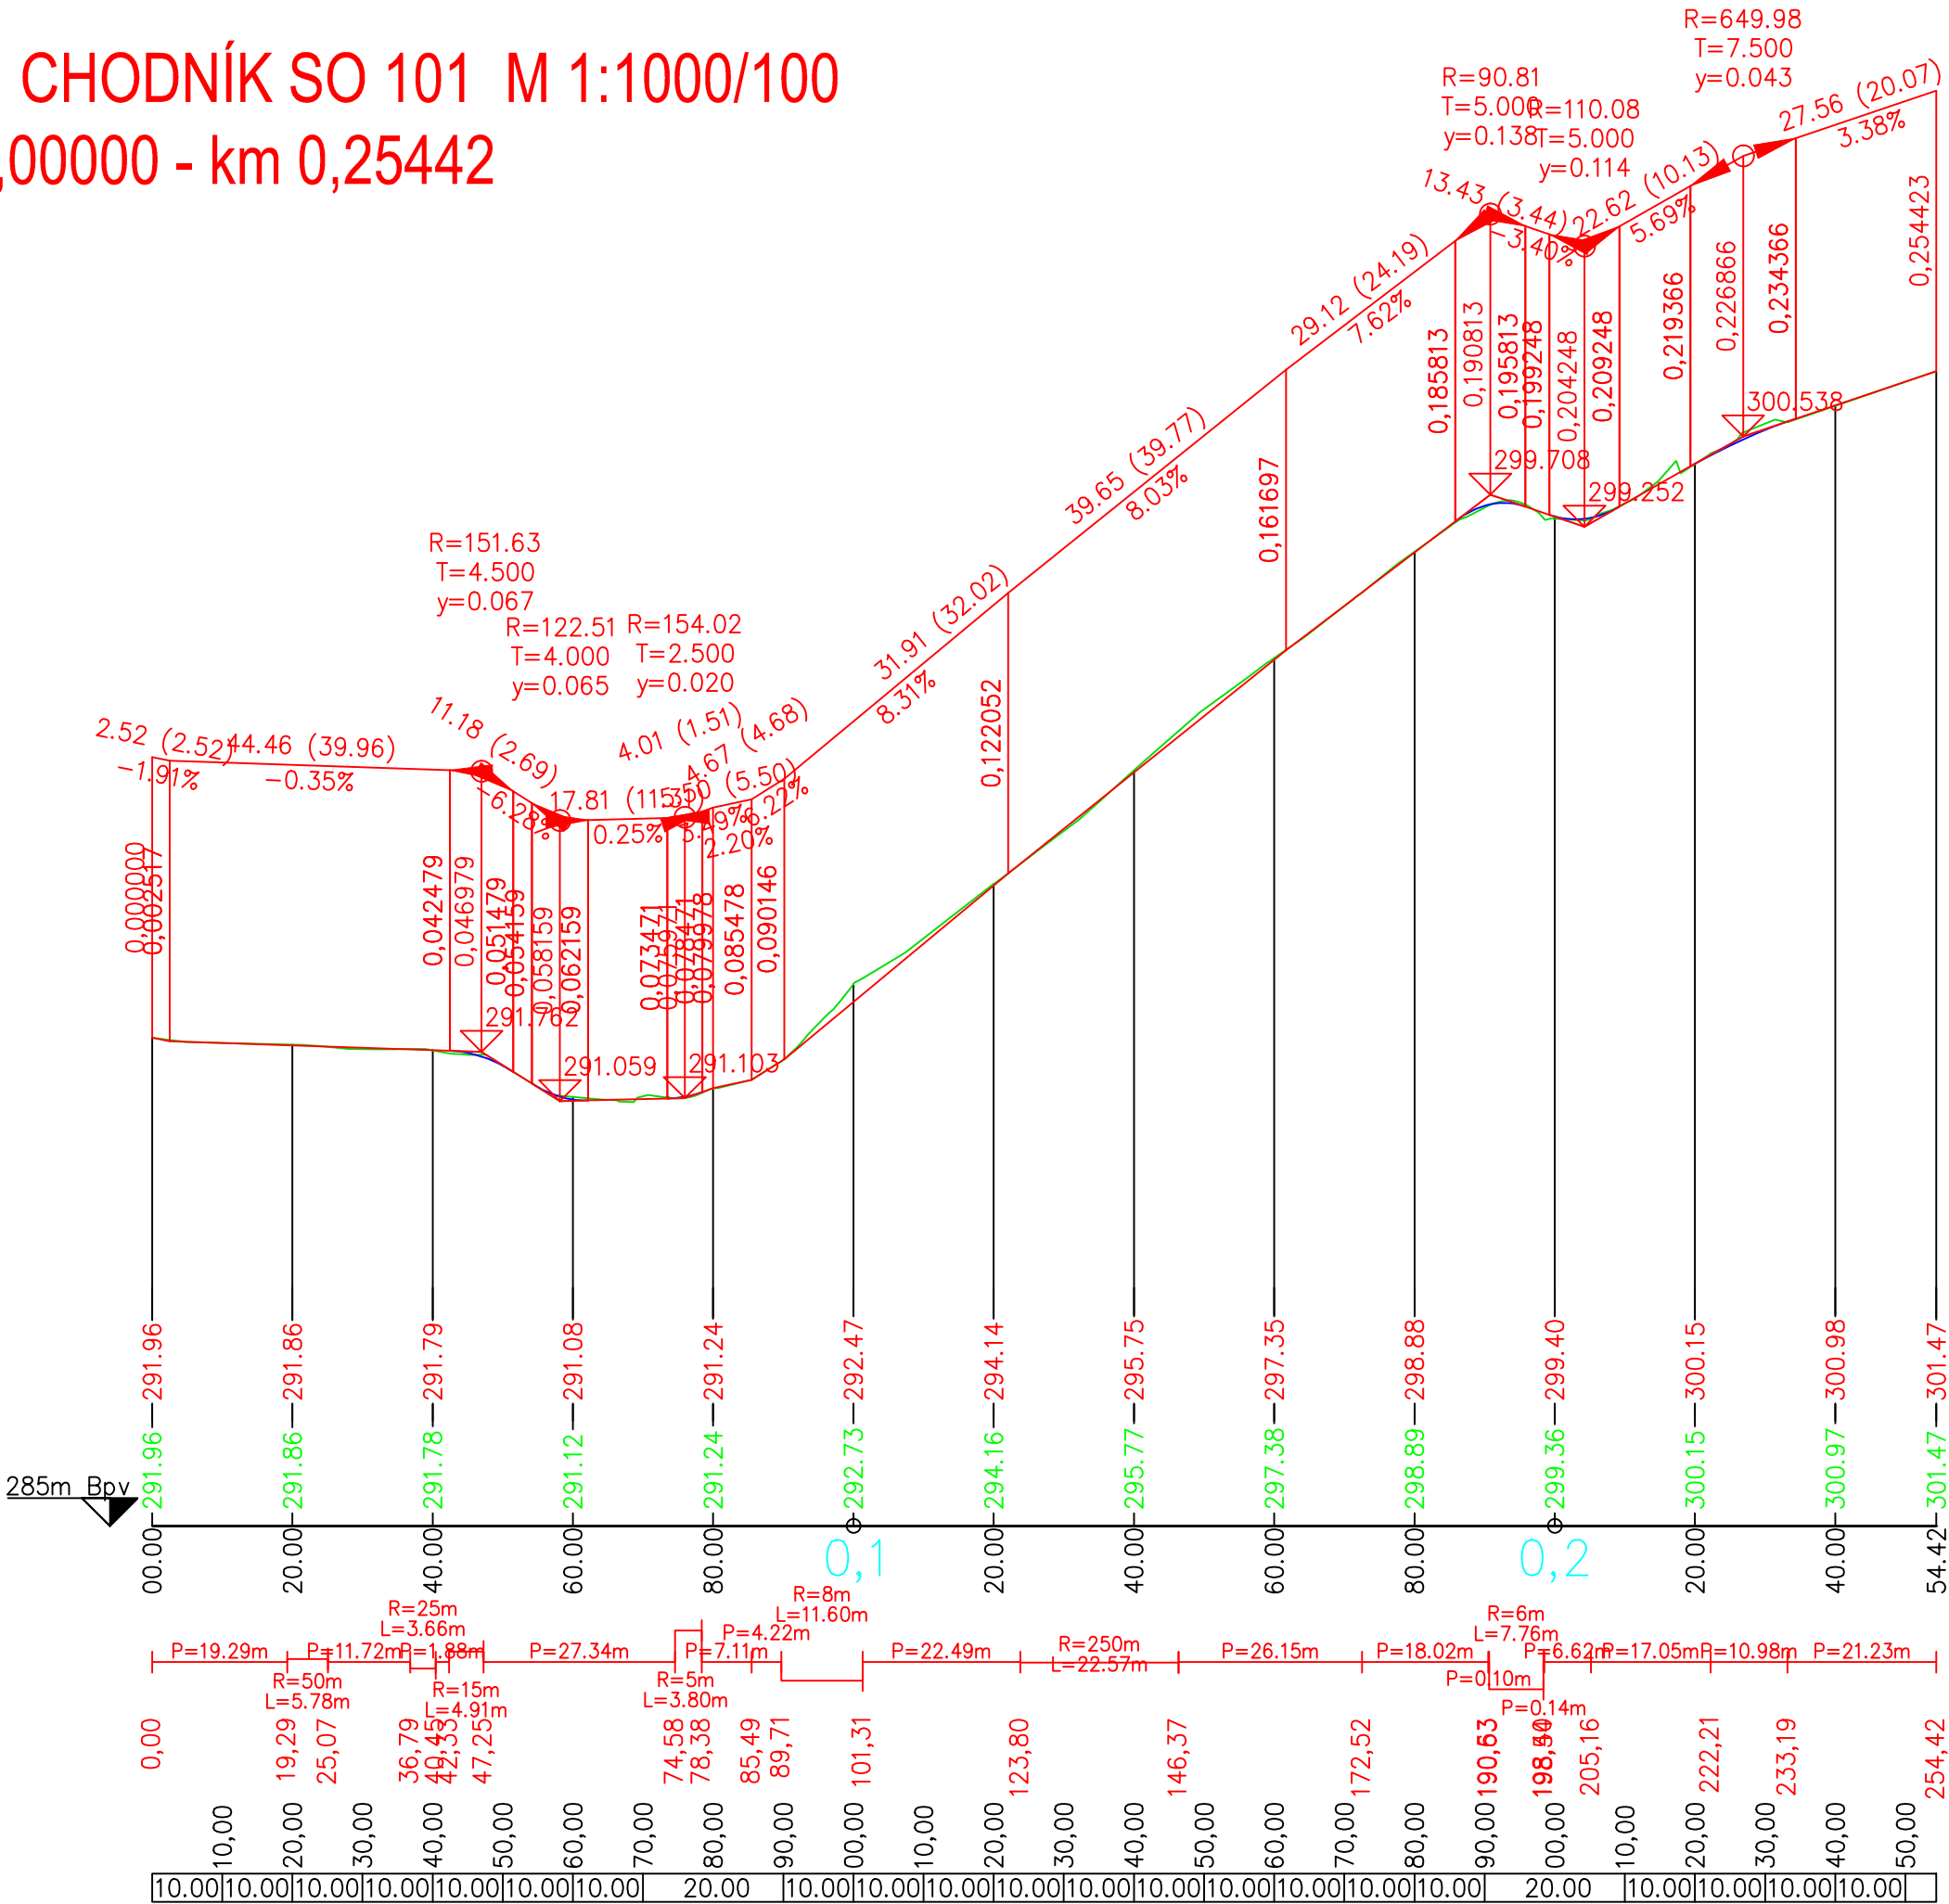 CHODNÍK SO 101 M 1:1000/100
,00000 - km 0,25442
R=649.98
T=7.500
y=0.043
R=90.81
T=5.000
y=0.138
R=110.08
T=5.000
y=0.114
R=151.63
T=4.500
y=0.067
R=122.51
T=4.000
y=0.065
R=154.02
T=2.500
y=0.020
2.52 (2.52)
-1.91%
44.46 (39.96)
-0.35%
11.18 (2.69)
-6.28%
17.81
0.25%
4.01 (1.51)
(5.50)
2.20%
4.67 (4.68)
6.22%
31.91 (32.02)
8.31%
39.65 (39.77)
8.03%
29.12 (24.19)
7.62%
13.43 (3.44)
-3.40%
22.62 (10.13)
5.69%
27.56 (20.07)
3.38%
0,000000
0,002517
0,042479
0,046979
0,051479
0,054159
0,058159
0,062159
0,073471
0,075971
0,078471
0,079978
0,085478
0,090146
0,122052
0,161697
0,185813
0,190813
0,195813
0,199248
0,204248
0,209248
0,219366
0,226866
0,234366
0,254423
291.762
291.059
291.103
299.708
299.252
300.538
291.96 291.86 291.79 291.08 291.24 292.47 294.14 295.75 297.35 298.88 299.40 300.15 300.98 301.47
291.96 291.86 291.78 291.12 291.24 292.73 294.16 295.77 297.38 298.89 299.36 300.15 300.97 301.47
285m Bpv
00.00 20.00 40.00 60.00 80.00 0,1 20.00 40.00 60.00 80.00 0,2 20.00 40.00 54.42
P=19.29m
R=50m
L=5.78m
P=11.72m
R=25m
L=3.66m
P=1.88m
R=15m
L=4.91m
P=27.34m
R=5m
L=3.80m
P=7.11m
P=4.22m
R=8m
L=11.60m
P=22.49m
R=250m
L=22.57m
P=26.15m
P=18.02m
P=0.10m
R=6m
L=7.76m
P=0.14m
P=6.62m
P=17.05m
P=10.98m
P=21.23m
0,00 19,29 25,07 36,79 40,45 42,33 47,25 74,58 78,38 85,49 89,71 101,31 123,80 146,37 172,52 190,63 205,16 222,21 233,19 254,42
10,00 20,00 30,00 40,00 50,00 60,00 70,00 80,00 90,00 00,00 10,00 20,00 30,00 40,00 50,00 60,00 70,00 80,00 90,00 00,00 10,00 20,00 30,00 40,00 50,00
10.00 10.00 10.00 10.00 10.00 10.00 10.00 20.00 10.00 10.00 10.00 10.00 10.00 10.00 10.00 10.00 10.00 10.00 20.00 10.00 10.00 10.00 10.00